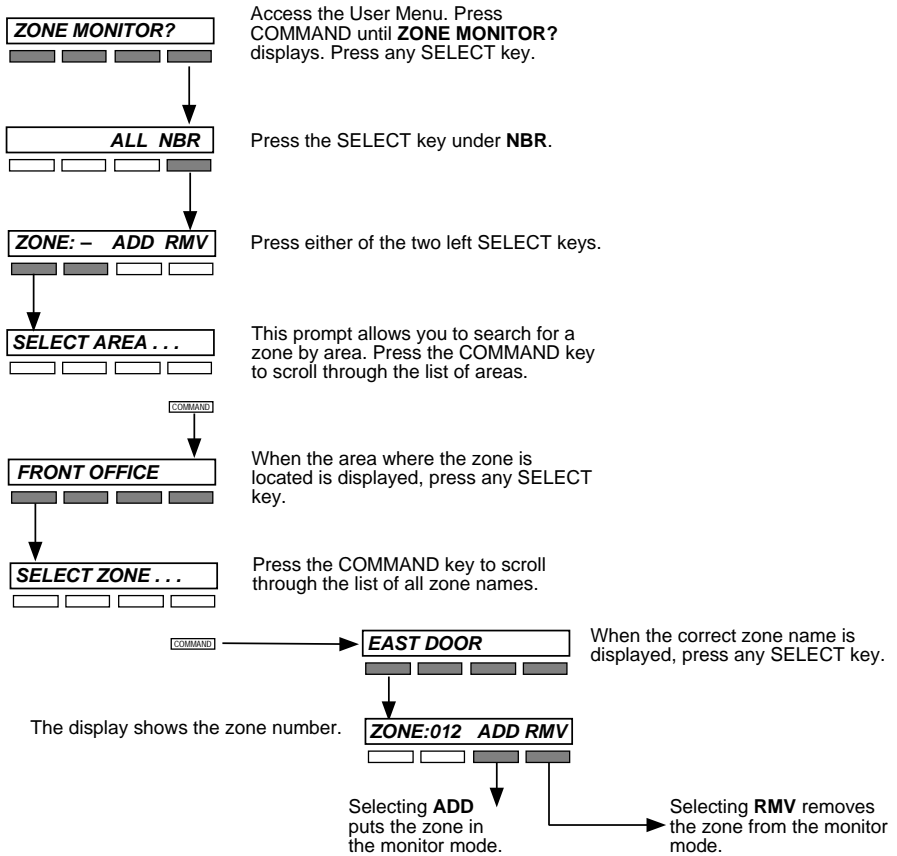 ZONE MONITOR?
Access the User Menu. Press
COMMAND until ZONE MONITOR?
displays. Press any SELECT key.
ALL NBR
Press the SELECT key under NBR.
ZONE: – ADD RMV
Press either of the two left SELECT keys.
SELECT AREA . . .
This prompt allows you to search for a
zone by area. Press the COMMAND key
to scroll through the list of areas.
COMMAND
FRONT OFFICE
When the area where the zone is
located is displayed, press any SELECT
key.
SELECT ZONE . . .
Press the COMMAND key to scroll
through the list of all zone names.
COMMAND
EAST DOOR
When the correct zone name is
displayed, press any SELECT key.
The display shows the zone number.
ZONE:012 ADD RMV
Selecting ADD
puts the zone in
the monitor mode.
Selecting RMV removes
the zone from the monitor
mode.